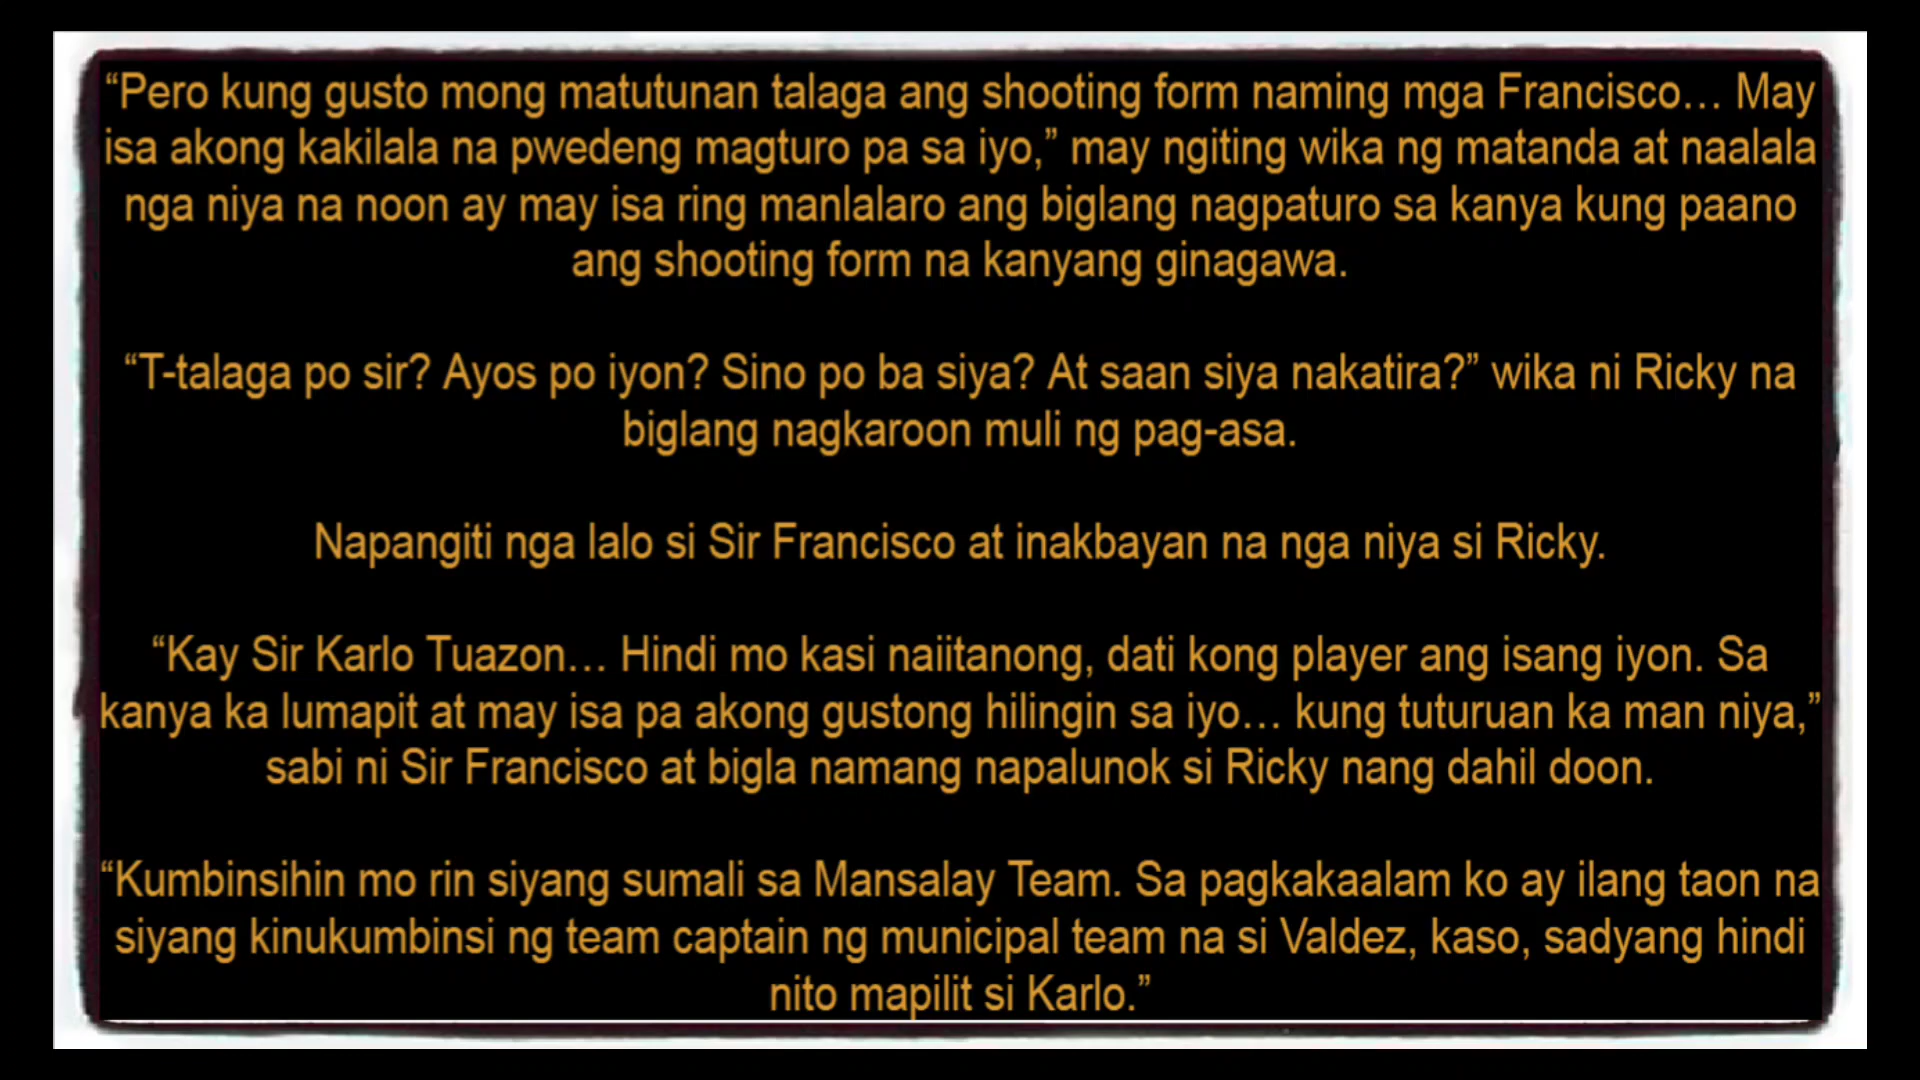 “Pero kung gusto mong matutunan talaga ang shooting form naming mga Francisco… May
isa akong kakilala na pwedeng magturo pa sa iyo,” may ngiting wika ng matanda at naalala
nga niya na noon ay may isa ring manlalaro ang biglang nagpaturo sa kanya kung paano
ang shooting form na kanyang ginagawa.
“T-talaga po sir? Ayos po iyon? Sino po ba siya? At saan siya nakatira?” wika ni Ricky na
biglang nagkaroon muli ng pag-asa.
Napangiti nga lalo si Sir Francisco at inakbayan na nga niya si Ricky.
“Kay Sir Karlo Tuazon… Hindi mo kasi naiitanong, dati kong player ang isang iyon. Sa
kanya ka lumapit at may isa pa akong gustong hilingin sa iyo… kung tuturuan ka man niya,”
sabi ni Sir Francisco at bigla namang napalunok si Ricky nang dahil doon.
“Kumbinsihin mo rin siyang sumali sa Mansalay Team. Sa pagkakaalam ko ay ilang taon na
siyang kinukumbinsi ng team captain ng municipal team na si Valdez, kaso, sadyang hindi
nito mapilit si Karlo.”